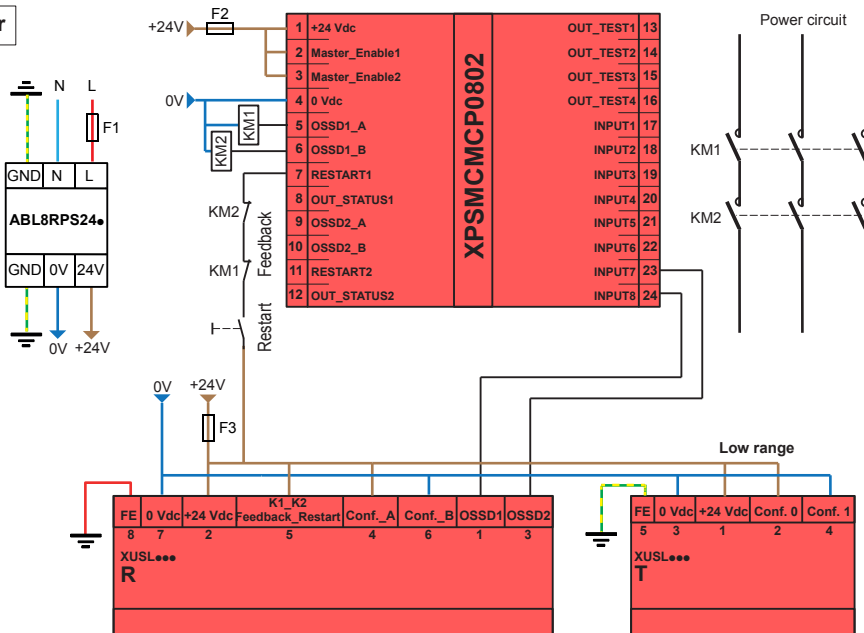 r
N L
F1
GND N L
ABL8RPS24●
GND 0V 24V
0V +24V
+24V
F2
0V
KM1
KM2
1 +24 Vdc
2 Master_Enable1
3 Master_Enable2
4 0 Vdc
5 OSSD1_A
6 OSSD1_B
7 RESTART1
8 OUT_STATUS1
9 OSSD2_A
10 OSSD2_B
11 RESTART2
12 OUT_STATUS2
XPSMCMCP0802
OUT_TEST1 13
OUT_TEST2 14
OUT_TEST3 15
OUT_TEST4 16
INPUT1 17
INPUT2 18
INPUT3 19
INPUT4 20
INPUT5 21
INPUT6 22
INPUT7 23
INPUT8 24
Power circuit
KM1
KM2
KM2
KM1
Feedback
Restart
0V +24V
F3
Low range
FE 0 Vdc +24 Vdc K1_K2 Feedback_Restart Conf._A Conf._B OSSD1 OSSD2
8 7 2 5 4 6 1 3
XUSL●●●
R
FE 0 Vdc +24 Vdc Conf. 0 Conf. 1
5 3 1 2 4
XUSL●●●
T